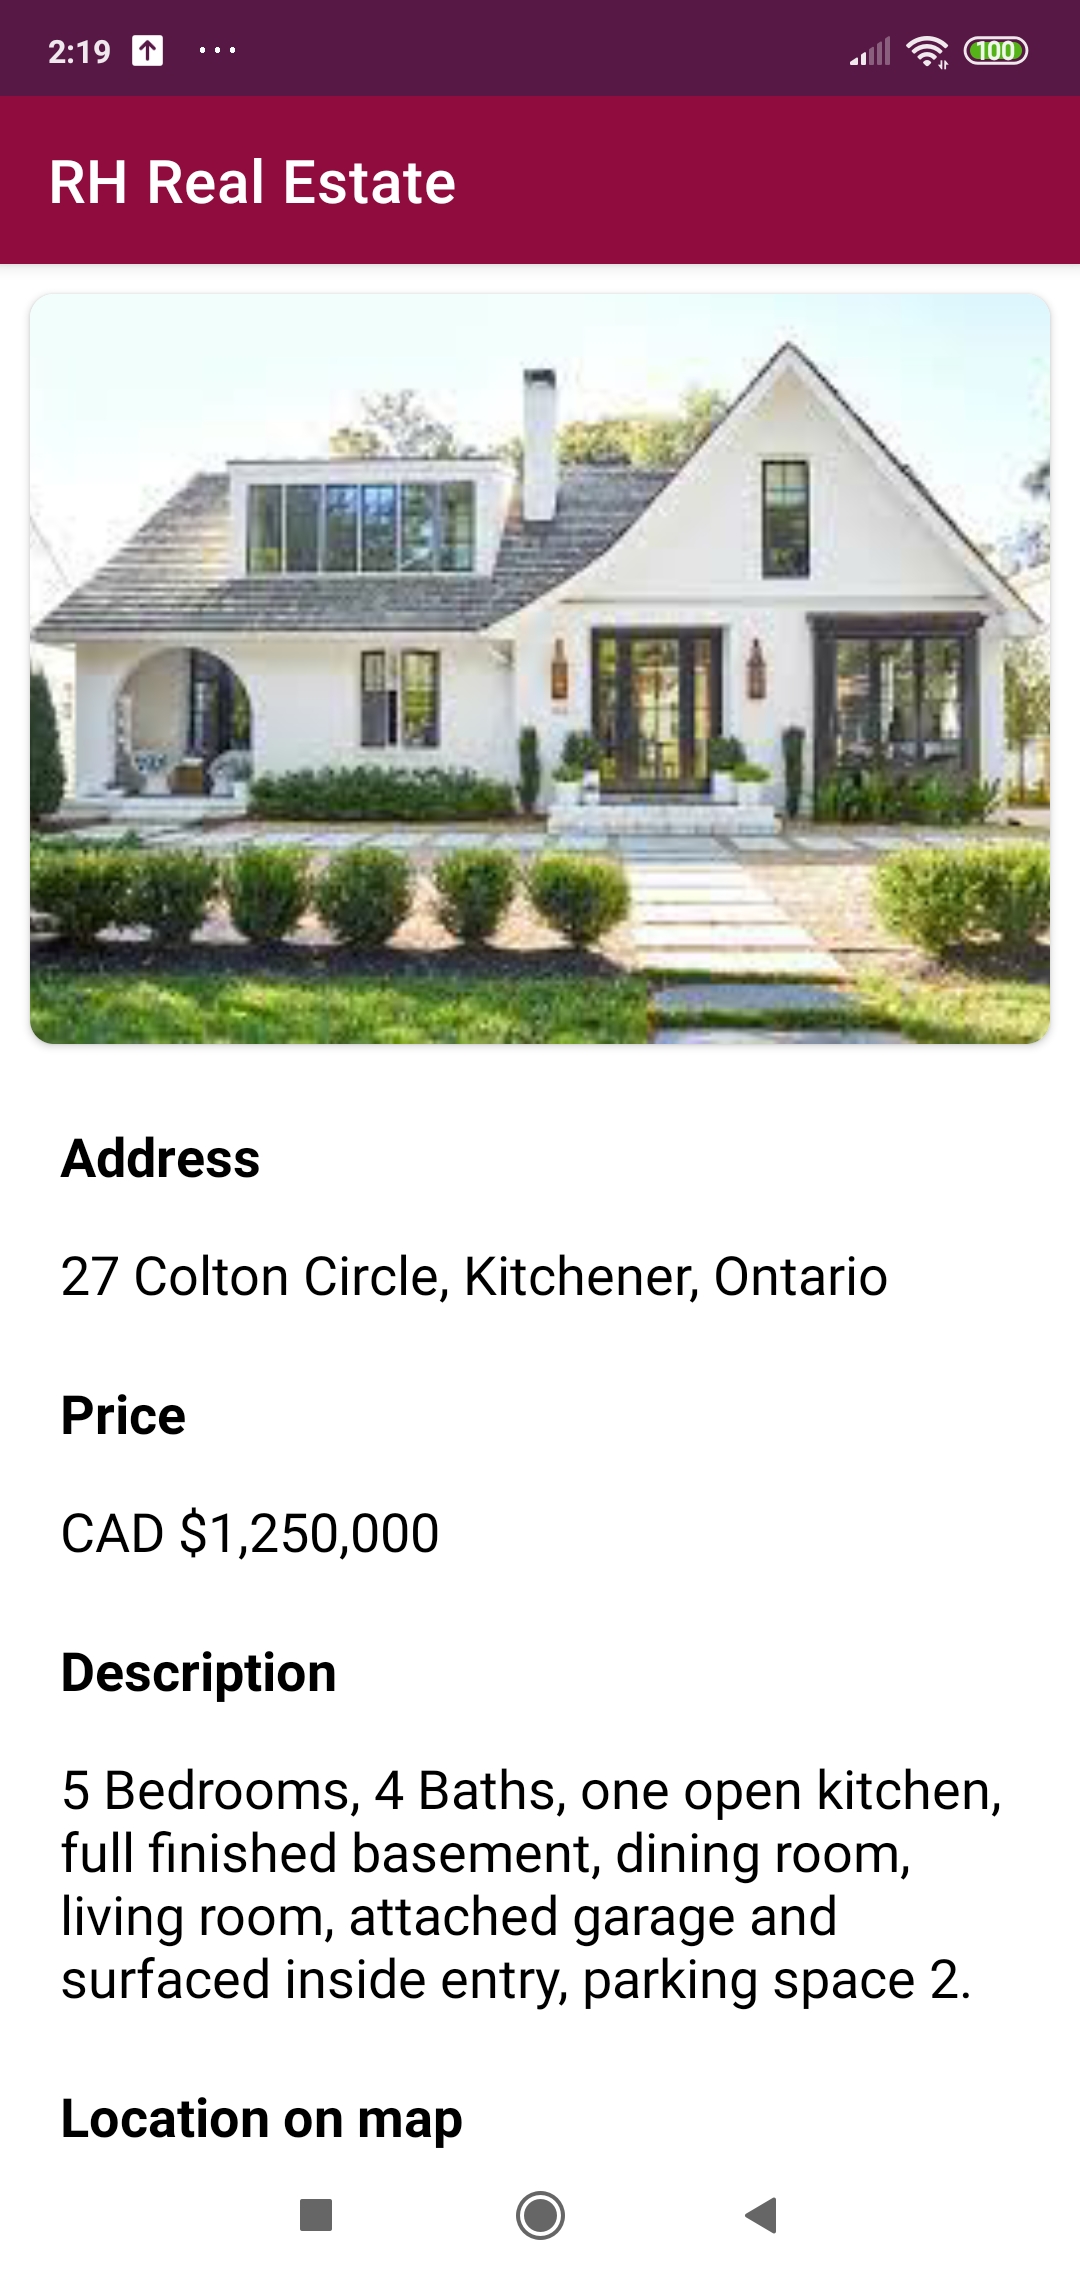 2:19
100
RH Real Estate
Address
27 Colton Circle, Kitchener, Ontario
Price
CAD $1,250,000
Description
5 Bedrooms, 4 Baths, one open kitchen,
full finished basement, dining room,
living room, attached garage and
surfaced inside entry, parking space 2.
Location on map